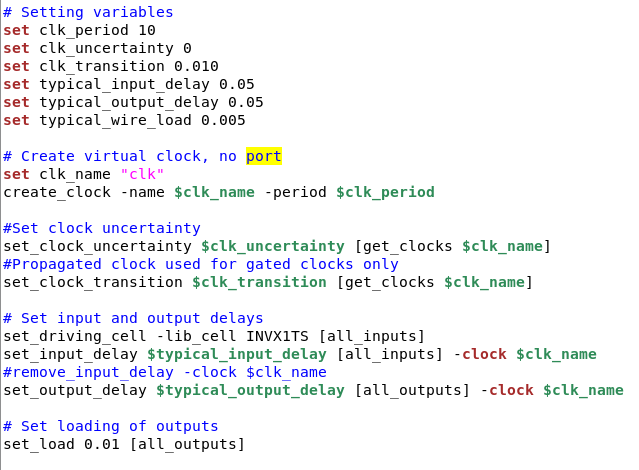 # Setting variables
set clk_period 10
set clk_uncertainty 0
set clk_transition 0.010
set typical_input_delay 0.05
set typical_output_delay 0.05
set typical_wire_load 0.005
# Create virtual clock, no port
set clk_name "clk"
create_clock -name $clk_name -period $clk_period
#Set clock uncertainty
set_clock_uncertainty $clk_uncertainty [get_clocks $clk_name]
#Propagated clock used for gated clocks only
set_clock_transition $clk_transition [get_clocks $clk_name]
# Set input and output delays
set_driving_cell -lib_cell INVX1TS [all_inputs]
set_input_delay $typical_input_delay [all_inputs] -clock $clk_name
#remove_input_delay -clock $clk_name
set_output_delay $typical_output_delay [all_outputs] -clock $clk_name
# Set loading of outputs
set_load 0.01 [all_outputs]